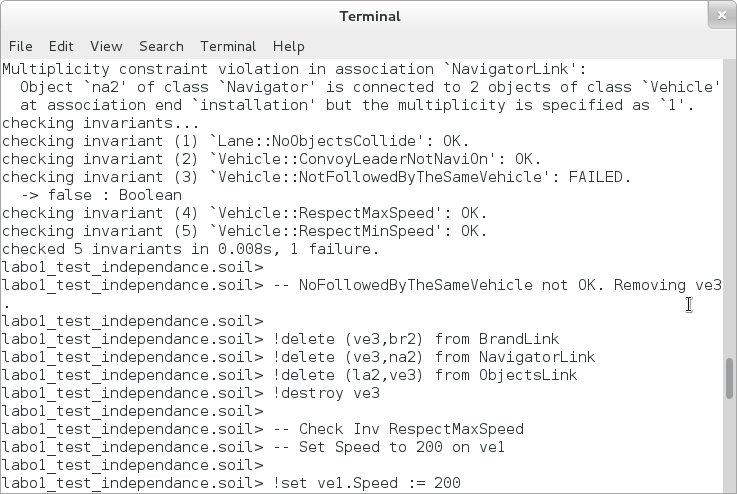 Terminal
×
File Edit View Search Terminal Help
Multiplicity constraint violation in association `NavigatorLink':
  Object `na2' of class `Navigator' is connected to 2 objects of class `Vehicle'
  at association end `installation' but the multiplicity is specified as `1'.
checking invariants...
checking invariant (1) `Lane::NoObjectsCollide': OK.
checking invariant (2) `Vehicle::ConvoyLeaderNotNaviOn': OK.
checking invariant (3) `Vehicle::NotFollowedByTheSameVehicle': FAILED.
  -> false : Boolean
checking invariant (4) `Vehicle::RespectMaxSpeed': OK.
checking invariant (5) `Vehicle::RespectMinSpeed': OK.
checked 5 invariants in 0.008s, 1 failure.
labo1_test_independance.soil>
labo1_test_independance.soil> -- NoFollowedByTheSameVehicle not OK. Removing ve3
.
labo1_test_independance.soil>
labo1_test_independance.soil> !delete (ve3,br2) from BrandLink
labo1_test_independance.soil> !delete (ve3,na2) from NavigatorLink
labo1_test_independance.soil> !delete (la2,ve3) from ObjectsLink
labo1_test_independance.soil> !destroy ve3
labo1_test_independance.soil>
labo1_test_independance.soil> -- Check Inv RespectMaxSpeed
labo1_test_independance.soil> -- Set Speed to 200 on ve1
labo1_test_independance.soil>
labo1_test_independance.soil> !set ve1.Speed := 200